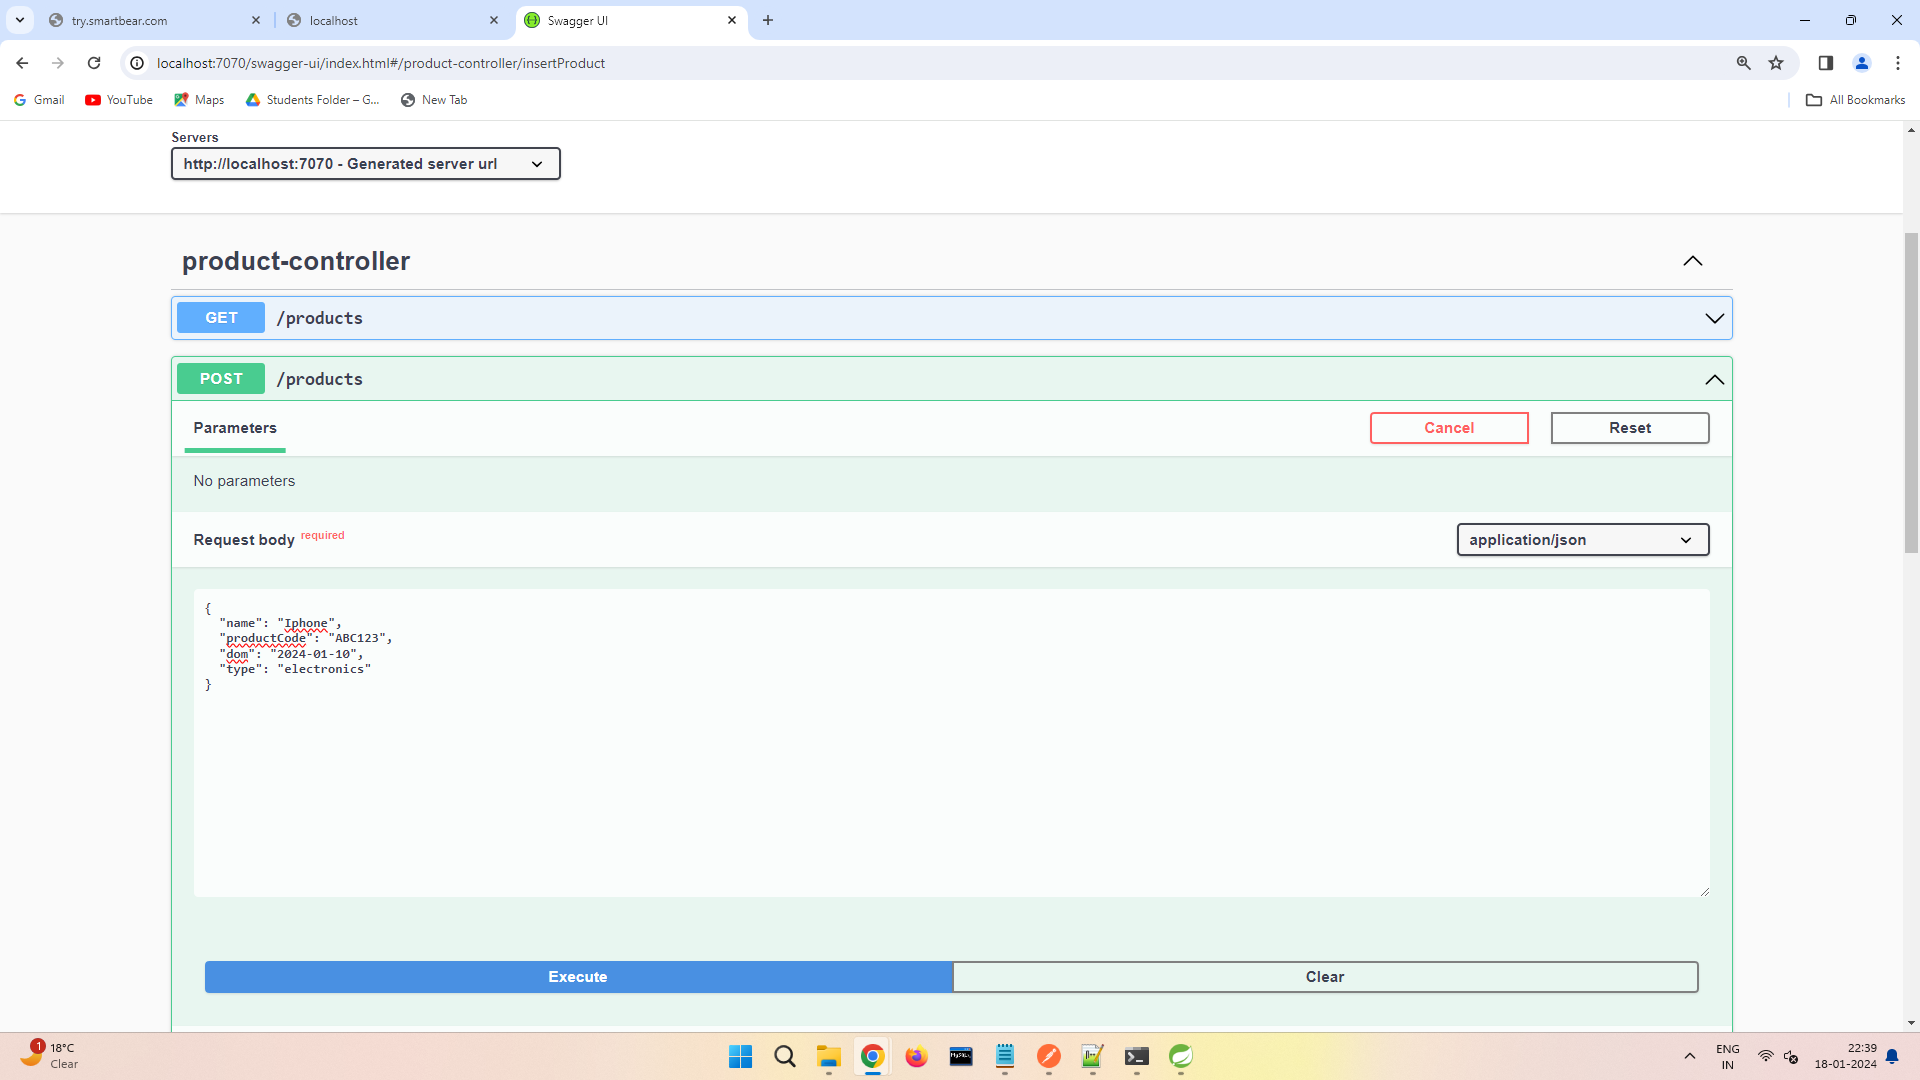 try.smartbear.com
localhost
Swagger UI
localhost:7070/swagger-ui/index.html#/product-controller/insertProduct
Gmail
YouTube
Maps
Students Folder – G...
New Tab
All Bookmarks
Servers
http://localhost:7070 - Generated server url
product-controller
GET /products
POST /products
Parameters
Cancel
Reset
No parameters
Request body required
application/json
{
"name": "Iphone",
"productCode": "ABC123",
"dom": "2024-01-10",
"type": "electronics"
}
Execute
Clear
1
18°C
Clear
MySQL
ENG
IN
22:39
18-01-2024